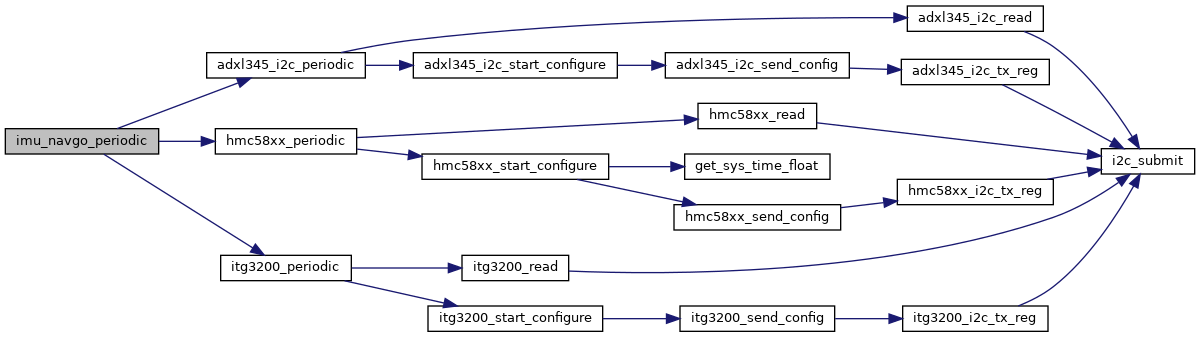 imu_navgo_periodic
adxl345_i2c_periodic
adxl345_i2c_read
adxl345_i2c_start_configure
adxl345_i2c_send_config
adxl345_i2c_tx_reg
hmc58xx_periodic
hmc58xx_read
i2c_submit
hmc58xx_start_configure
get_sys_time_float
hmc58xx_send_config
hmc58xx_i2c_tx_reg
itg3200_periodic
itg3200_read
itg3200_start_configure
itg3200_send_config
itg3200_i2c_tx_reg